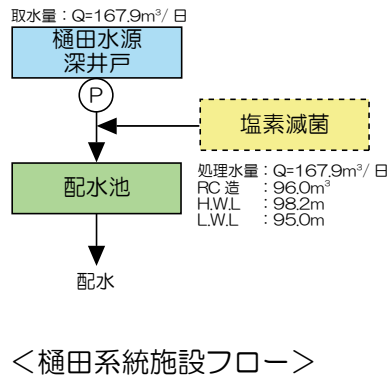 取水量：Q=167.9m³/ 日
樋田水源
深井戸
P
塩素滅菌
配水池
処理水量：Q=167.9m³/ 日
RC 造　：96.0m³
H.W.L　：98.2m
L.W.L　：95.0m
配水
＜樋田系統施設フロー＞